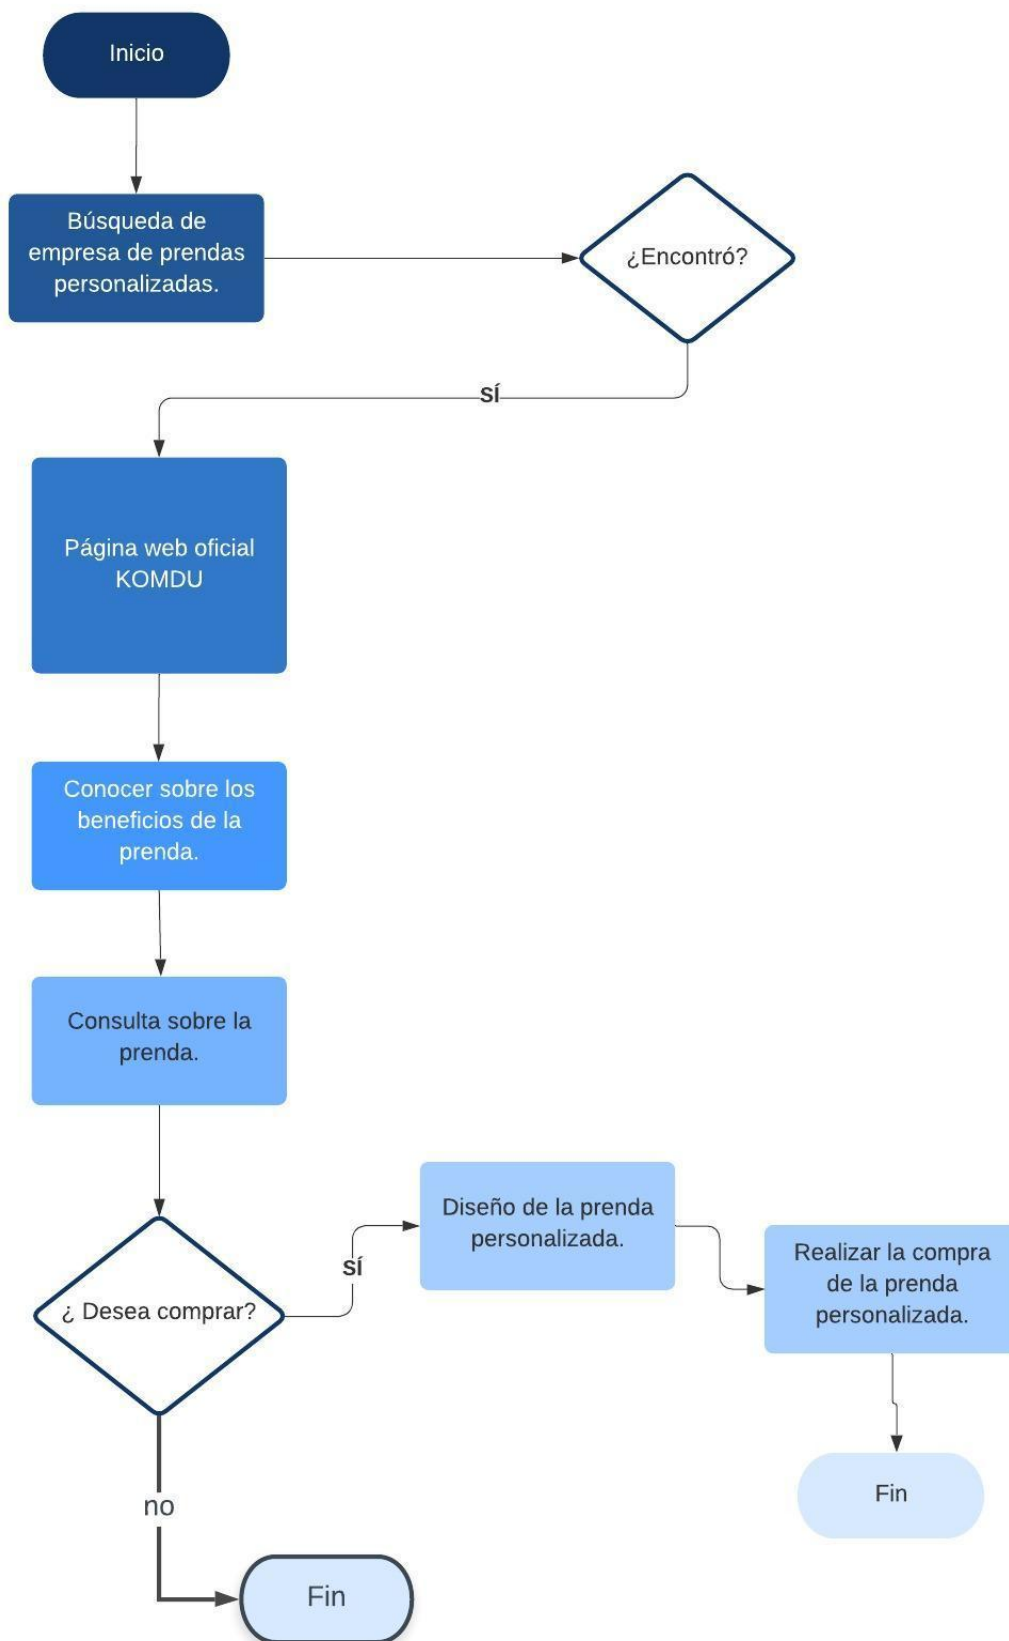 Inicio
Búsqueda de
empresa de prendas
personalizadas.
¿Encontró?
SÍ
Página web oficial
KOMDU
Conocer sobre los
beneficios de la
prenda.
Consulta sobre la
prenda.
¿ Desea comprar?
SÍ
Diseño de la prenda
personalizada.
Realizar la compra
de la prenda
personalizada.
Fin
no
Fin